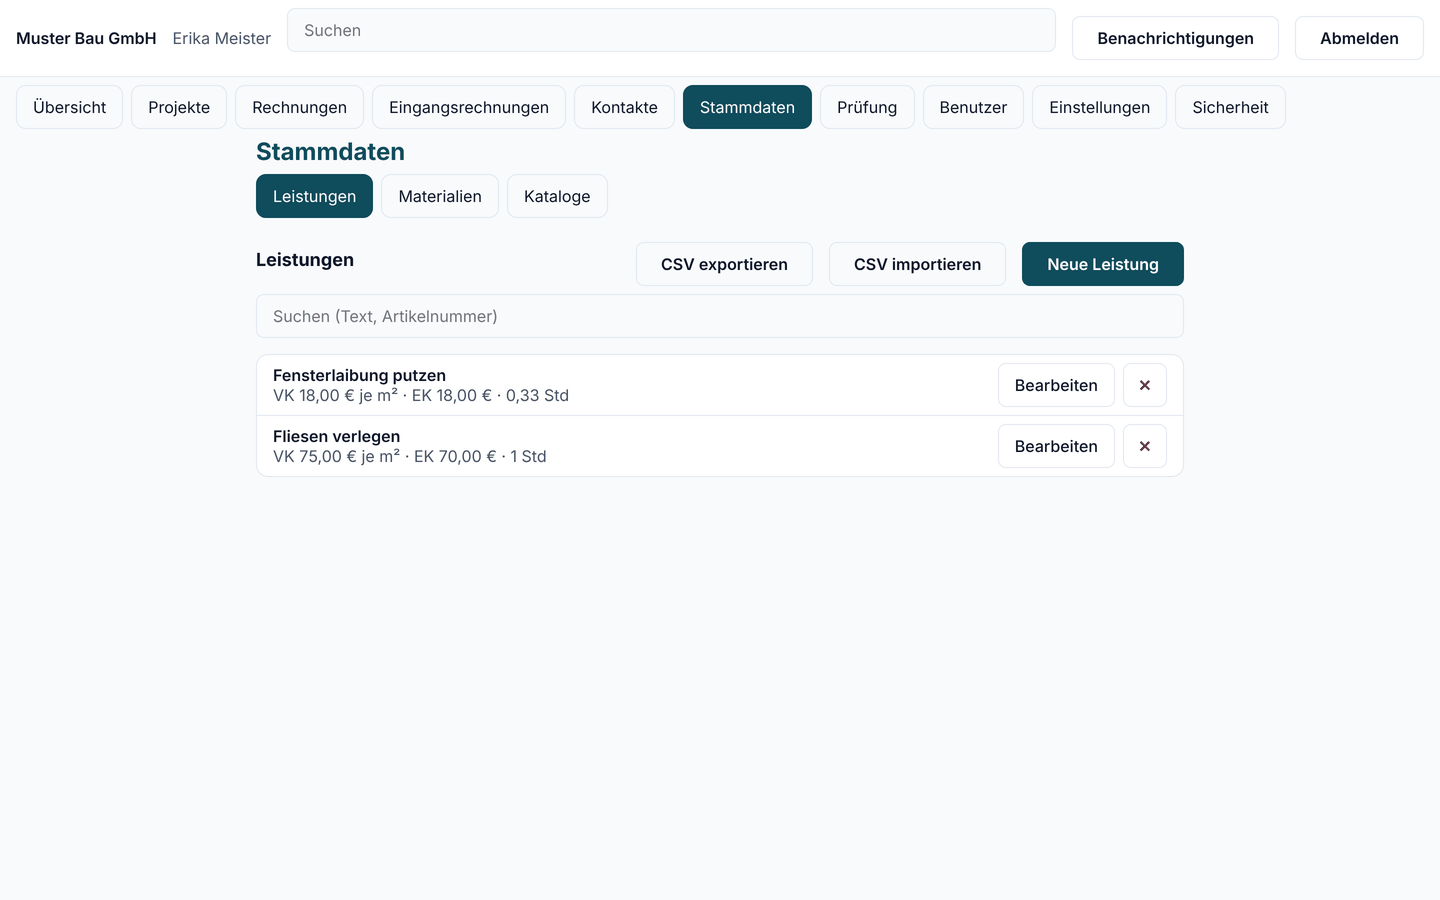 Muster Bau GmbH Erika Meister Suchen Benachrichtigungen Abmelden
Übersicht Projekte Rechnungen Eingangsrechnungen Kontakte Stammdaten Prüfung Benutzer Einstellungen Sicherheit
Stammdaten
Leistungen Materialien Kataloge
Leistungen CSV exportieren CSV importieren Neue Leistung
Suchen (Text, Artikelnummer)
Fensterlaibung putzen
VK 18,00 € je m² · EK 18,00 € · 0,33 Std
Bearbeiten ×
Fliesen verlegen
VK 75,00 € je m² · EK 70,00 € · 1 Std
Bearbeiten ×